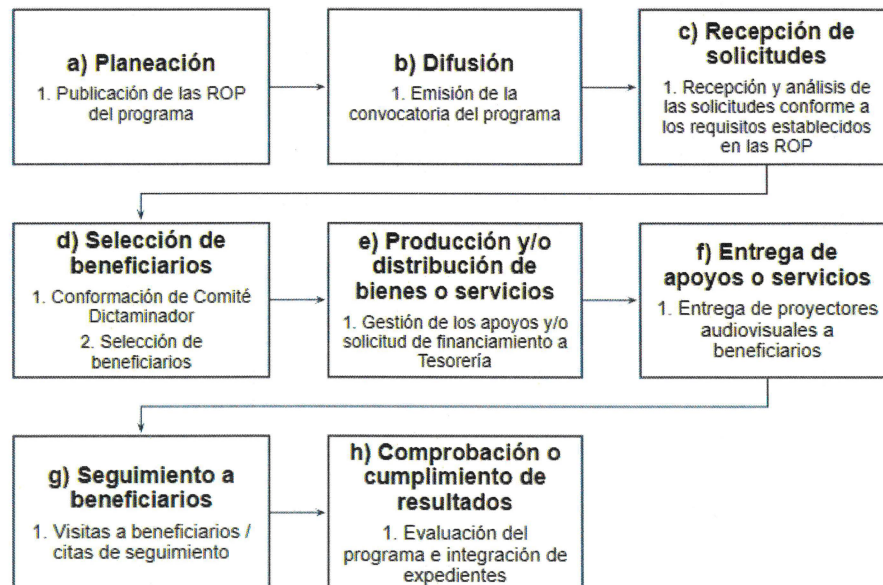 a) Planeación
1. Publicación de las ROP
del programa
b) Difusión
1. Emisión de la
convocatoria del programa
c) Recepción de
solicitudes
1. Recepción y análisis de
las solicitudes conforme a
los requisitos establecidos
en las ROP
d) Selección de
beneficiarios
1. Conformación de Comité
Dictaminador
2. Selección de
beneficiarios
e) Producción y/o
distribución de
bienes o servicios
1. Gestión de los apoyos y/o
solicitud de financiamiento a
Tesorería
f) Entrega de
apoyos o servicios
1. Entrega de proyectores
audiovisuales a
beneficiarios
g) Seguimiento a
beneficiarios
1. Visitas a beneficiarios /
citas de seguimiento
h) Comprobación o
cumplimiento de
resultados
1. Evaluación del
programa e integración de
expedientes